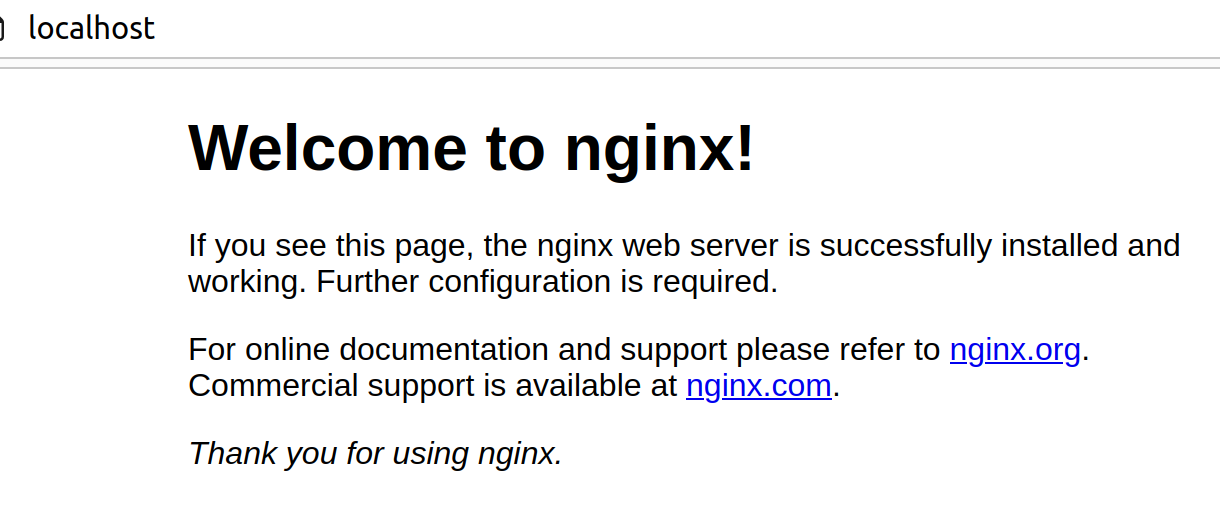 localhost
Welcome to nginx!
If you see this page, the nginx web server is successfully installed and
working. Further configuration is required.
For online documentation and support please refer to nginx.org.
Commercial support is available at nginx.com.
Thank you for using nginx.